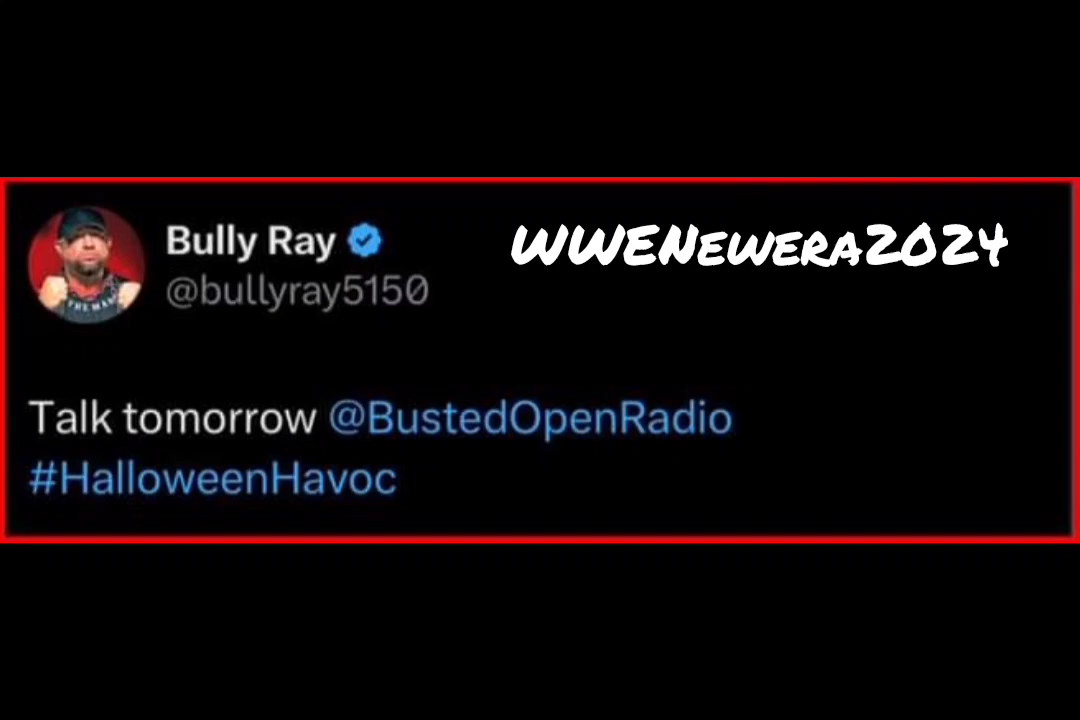 Bully Ray
WWENewera2024
@bullyray5150
Talk tomorrow @BustedOpenRadio
#HalloweenHavoc